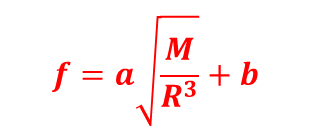 f = a √(M/R³) + b